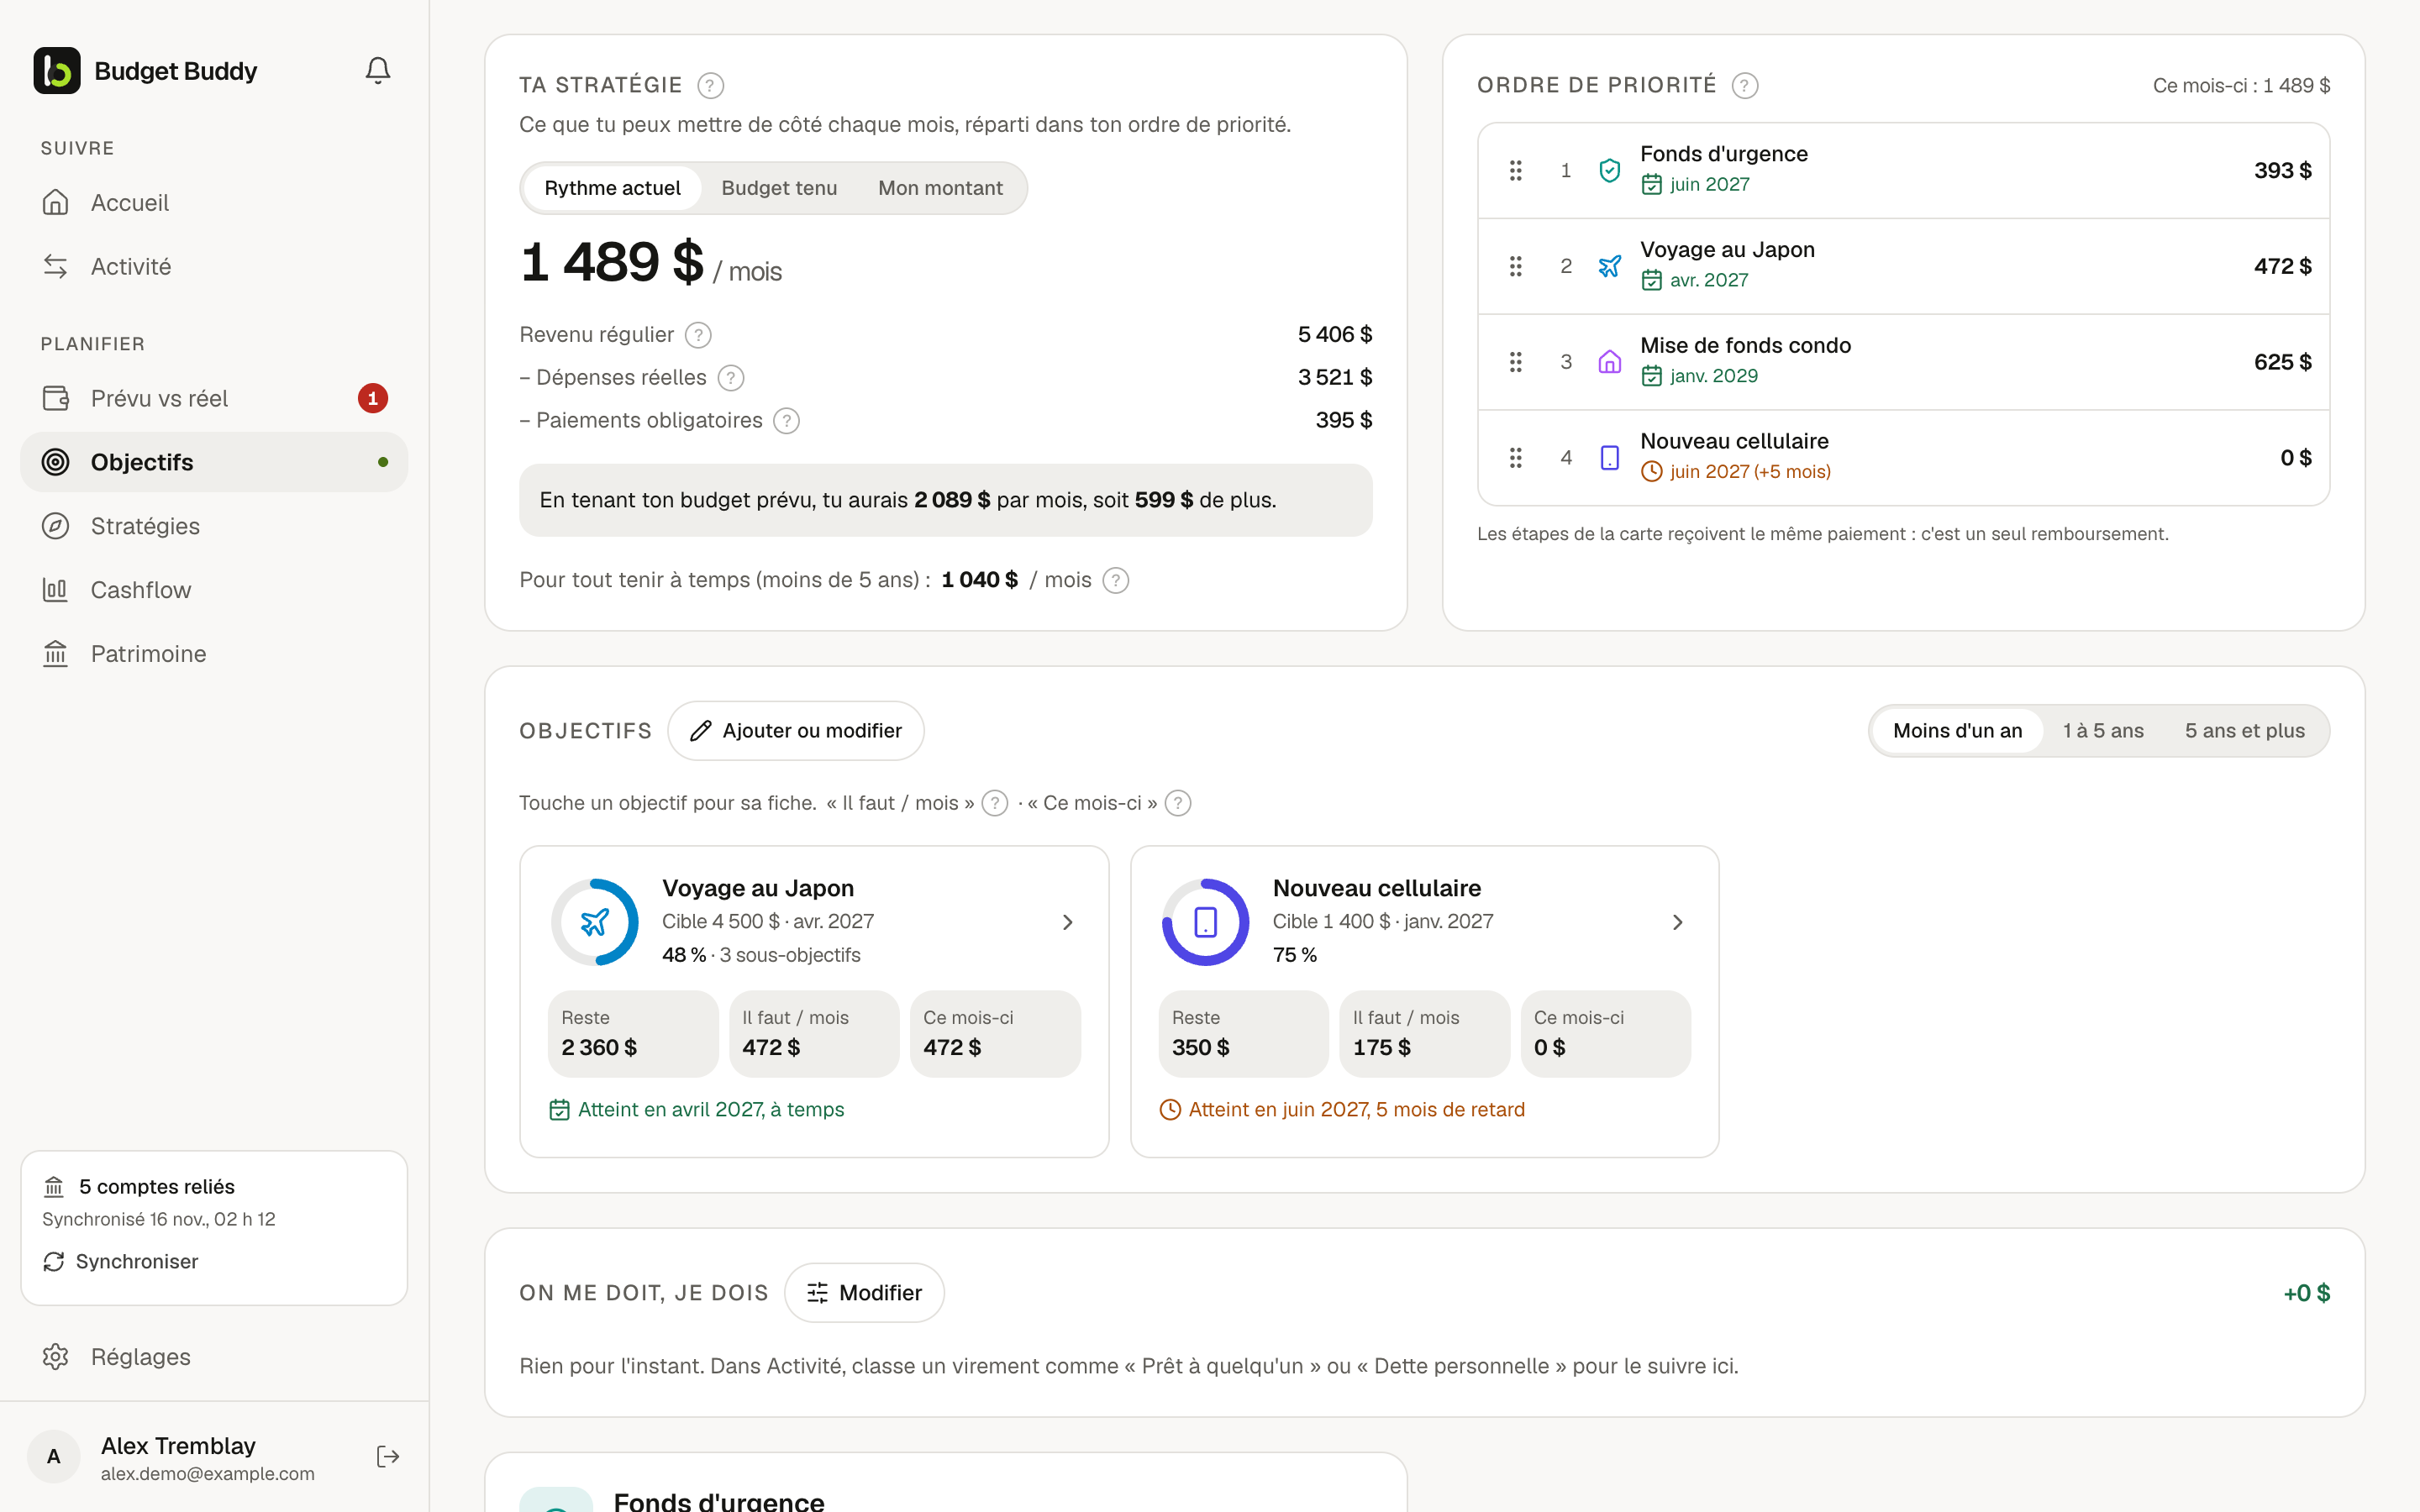 Budget Buddy
SUIVRE
Accueil
Activité
PLANIFIER
Prévu vs réel 1
Objectifs
Stratégies
Cashflow
Patrimoine
5 comptes reliés
Synchronisé 16 nov., 02 h 12
Synchroniser
Réglages
A
Alex Tremblay
alex.demo@example.com
TA STRATÉGIE ?
Ce que tu peux mettre de côté chaque mois, réparti dans ton ordre de priorité.
Rythme actuel Budget tenu Mon montant
1 489 $ / mois
Revenu régulier ? 5 406 $
– Dépenses réelles ? 3 521 $
– Paiements obligatoires ? 395 $
En tenant ton budget prévu, tu aurais 2 089 $ par mois, soit 599 $ de plus.
Pour tout tenir à temps (moins de 5 ans) : 1 040 $ / mois ?
ORDRE DE PRIORITÉ ? Ce mois-ci : 1 489 $
1 Fonds d'urgence 393 $
juin 2027
2 Voyage au Japon 472 $
avr. 2027
3 Mise de fonds condo 625 $
janv. 2029
4 Nouveau cellulaire 0 $
juin 2027 (+5 mois)
Les étapes de la carte reçoivent le même paiement : c'est un seul remboursement.
OBJECTIFS Ajouter ou modifier Moins d'un an 1 à 5 ans 5 ans et plus
Touche un objectif pour sa fiche. « Il faut / mois » ? · « Ce mois-ci » ?
Voyage au Japon
Cible 4 500 $ · avr. 2027
48 % · 3 sous-objectifs
Reste Il faut / mois Ce mois-ci
2 360 $ 472 $ 472 $
Atteint en avril 2027, à temps
Nouveau cellulaire
Cible 1 400 $ · janv. 2027
75 %
Reste Il faut / mois Ce mois-ci
350 $ 175 $ 0 $
Atteint en juin 2027, 5 mois de retard
ON ME DOIT, JE DOIS Modifier +0 $
Rien pour l'instant. Dans Activité, classe un virement comme « Prêt à quelqu'un » ou « Dette personnelle » pour le suivre ici.
Fonds d'urgence